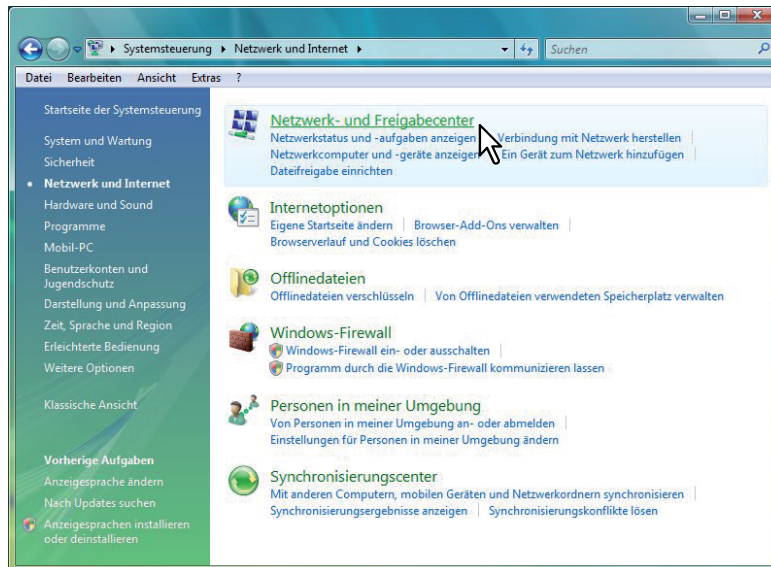 Systemsteuerung ▸ Netzwerk und Internet ▸
Suchen
Datei Bearbeiten Ansicht Extras ?
Startseite der Systemsteuerung
System und Wartung
Sicherheit
Netzwerk und Internet
Hardware und Sound
Programme
Mobil-PC
Benutzerkonten und
Jugendschutz
Darstellung und Anpassung
Zeit, Sprache und Region
Erleichterte Bedienung
Weitere Optionen
Klassische Ansicht
Vorherige Aufgaben
Anzeigesprache ändern
Nach Updates suchen
Anzeigesprachen installieren
oder deinstallieren
Netzwerk- und Freigabecenter
Netzwerkstatus und -aufgaben anzeigen Verbindung mit Netzwerk herstellen
Netzwerkcomputer und -geräte anzeigen Ein Gerät zum Netzwerk hinzufügen
Dateifreigabe einrichten
Internetoptionen
Eigene Startseite ändern Browser-Add-Ons verwalten
Browserverlauf und Cookies löschen
Offlinedateien
Offlinedateien verschlüsseln Von Offlinedateien verwendeten Speicherplatz verwalten
Windows-Firewall
Windows-Firewall ein- oder ausschalten
Programm durch die Windows-Firewall kommunizieren lassen
Personen in meiner Umgebung
Von Personen in meiner Umgebung an- oder abmelden
Einstellungen für Personen in meiner Umgebung ändern
Synchronisierungscenter
Mit anderen Computern, mobilen Geräten und Netzwerkordnern synchronisieren
Synchronisierungsergebnisse anzeigen Synchronisierungskonflikte lösen